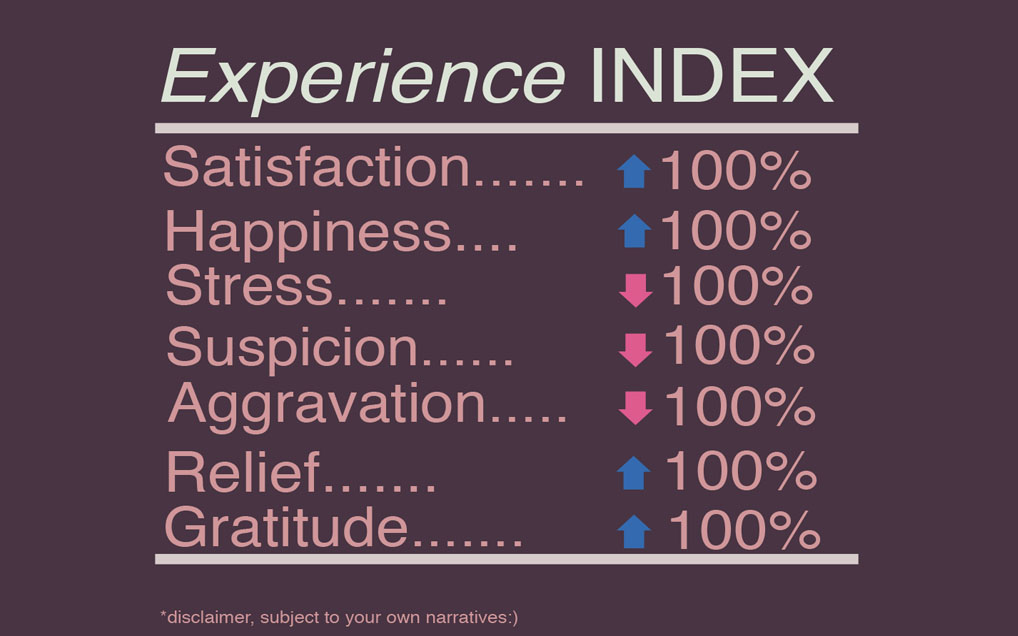 Experience INDEX
Satisfaction....... 100%
Happiness.... 100%
Stress....... 100%
Suspicion...... 100%
Aggravation..... 100%
Relief....... 100%
Gratitude....... 100%
*disclaimer, subject to your own narratives:)